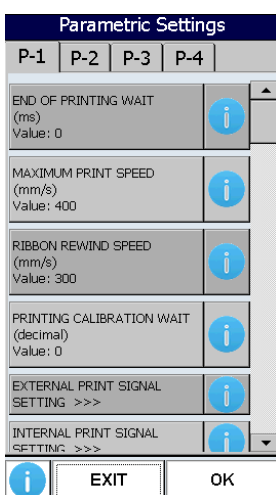 Parametric Settings
P-1 P-2 P-3 P-4
END OF PRINTING WAIT
(ms)
Value: 0
MAXIMUM PRINT SPEED
(mm/s)
Value: 400
RIBBON REWIND SPEED
(mm/s)
Value: 300
PRINTING CALIBRATION WAIT
(decimal)
Value: 0
EXTERNAL PRINT SIGNAL
SETTING >>>
INTERNAL PRINT SIGNAL
SETTING >>>
EXIT OK